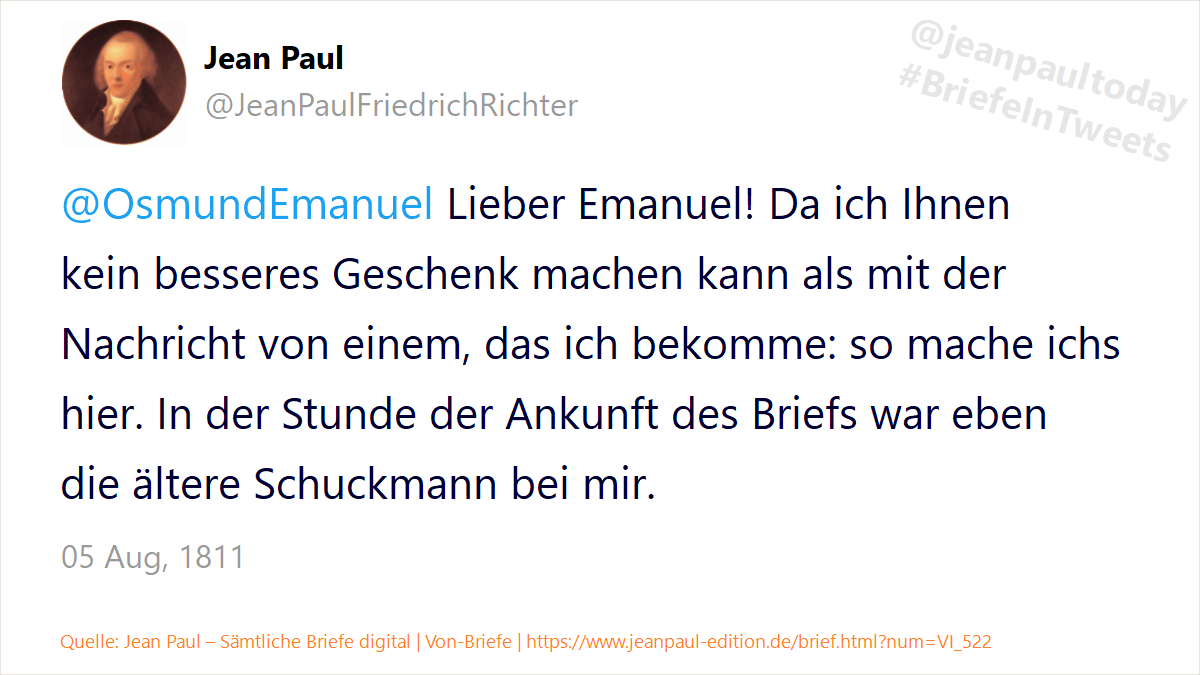 Jean Paul
@JeanPaulFriedrichRichter
@jeanpaultoday
#BriefeInTweets
@OsmundEmanuel Lieber Emanuel! Da ich Ihnen
kein besseres Geschenk machen kann als mit der
Nachricht von einem, das ich bekomme: so mache ichs
hier. In der Stunde der Ankunft des Briefs war eben
die ältere Schuckmann bei mir.
05 Aug, 1811
Quelle: Jean Paul – Sämtliche Briefe digital | Von-Briefe | https://www.jeanpaul-edition.de/brief.html?num=VI_522